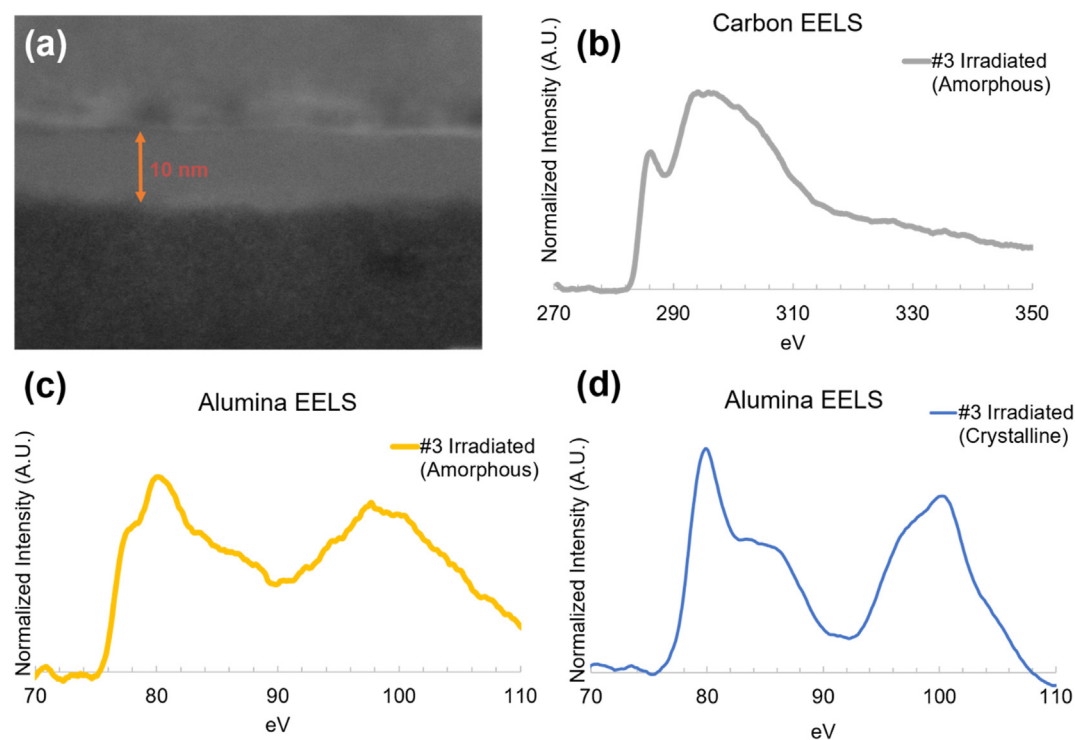 (a)
10 nm
(b)
Carbon EELS
#3 Irradiated
(Amorphous)
Normalized Intensity (A.U.)
270 290 310 330 350
eV
(c)
Alumina EELS
#3 Irradiated
(Amorphous)
Normalized Intensity (A.U.)
70 80 90 100 110
eV
(d)
Alumina EELS
#3 Irradiated
(Crystalline)
Normalized Intensity (A.U.)
70 80 90 100 110
eV